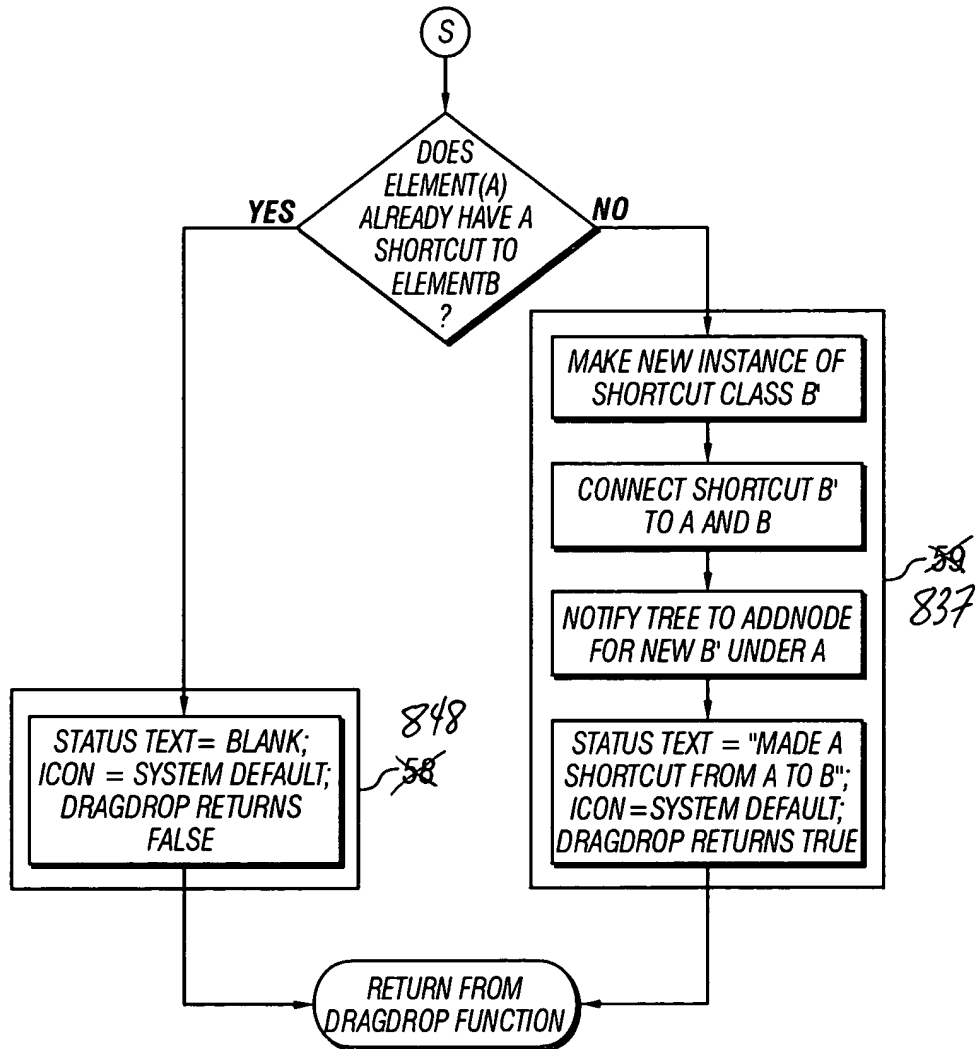 S
DOES
ELEMENT(A)
ALREADY HAVE A
SHORTCUT TO
ELEMENTB
?
YES
NO
MAKE NEW INSTANCE OF
SHORTCUT CLASS B'
CONNECT SHORTCUT B'
TO A AND B
NOTIFY TREE TO ADDNODE
FOR NEW B' UNDER A
STATUS TEXT = "MADE A
SHORTCUT FROM A TO B";
ICON =SYSTEM DEFAULT;
DRAGDROP RETURNS TRUE
59
837
STATUS TEXT= BLANK;
ICON = SYSTEM DEFAULT;
DRAGDROP RETURNS
FALSE
848
58
RETURN FROM
DRAGDROP FUNCTION